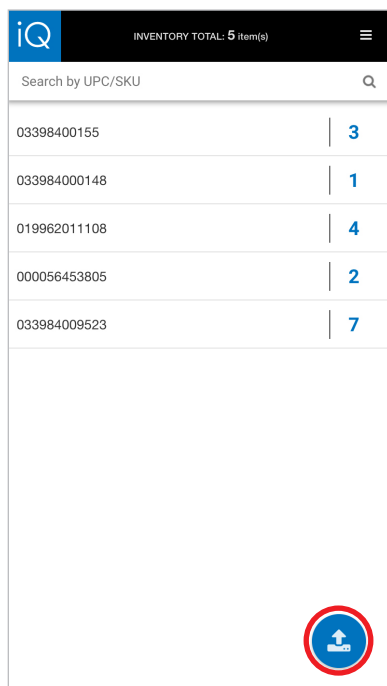 iQ
INVENTORY TOTAL: 5 item(s)
Search by UPC/SKU
03398400155 3
033984000148 1
019962011108 4
000056453805 2
033984009523 7